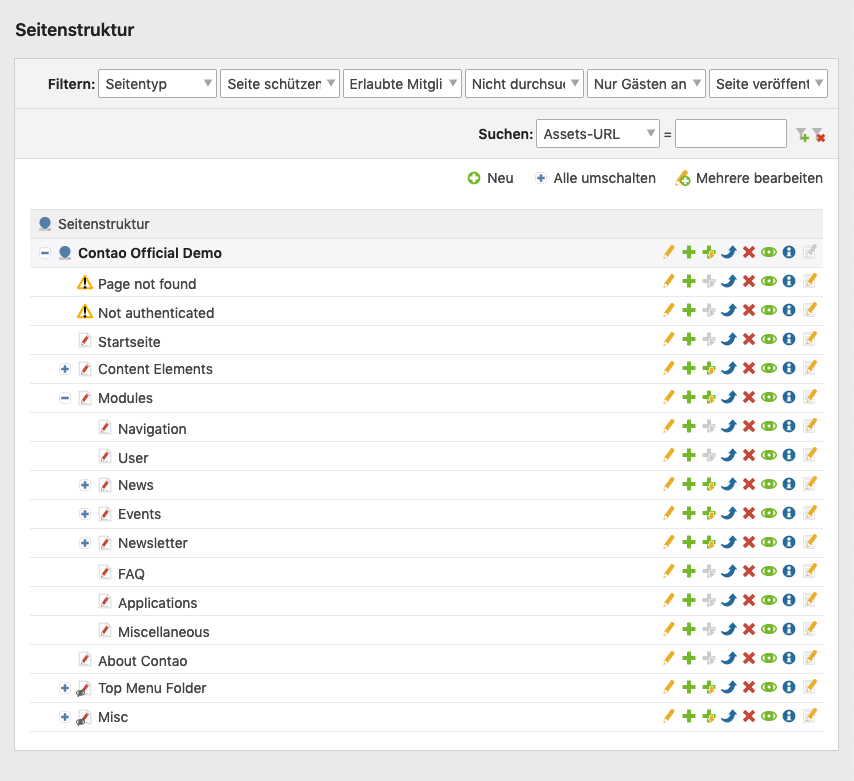 Seitenstruktur
Filtern: Seitentyp Seite schützen Erlaubte Mitgli Nicht durchsu Nur Gästen an Seite veröffent
Suchen: Assets-URL =
Neu Alle umschalten Mehrere bearbeiten
Seitenstruktur
Contao Official Demo
Page not found
Not authenticated
Startseite
Content Elements
Modules
Navigation
User
News
Events
Newsletter
FAQ
Applications
Miscellaneous
About Contao
Top Menu Folder
Misc